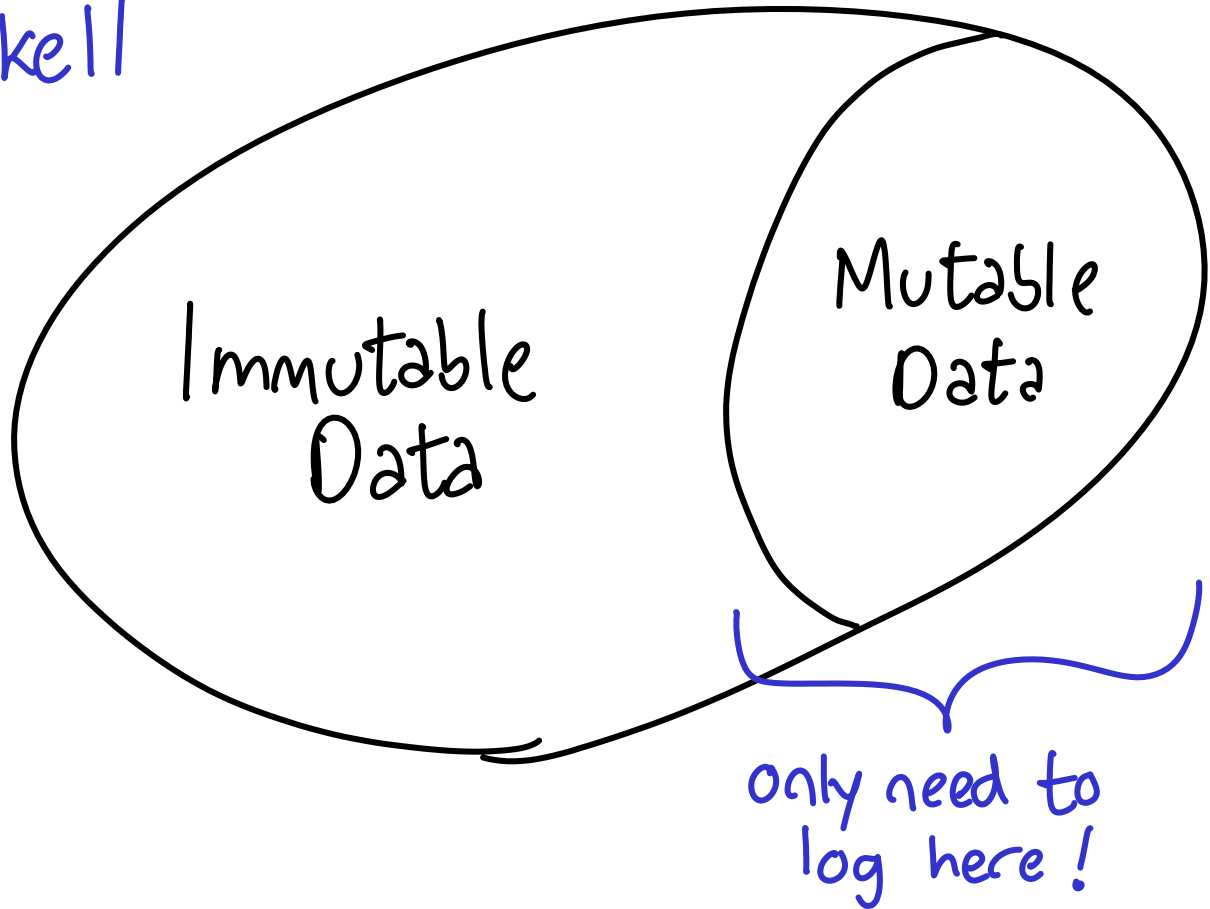 kell
Immutable
Data
Mutable
Data
only need to
log here!